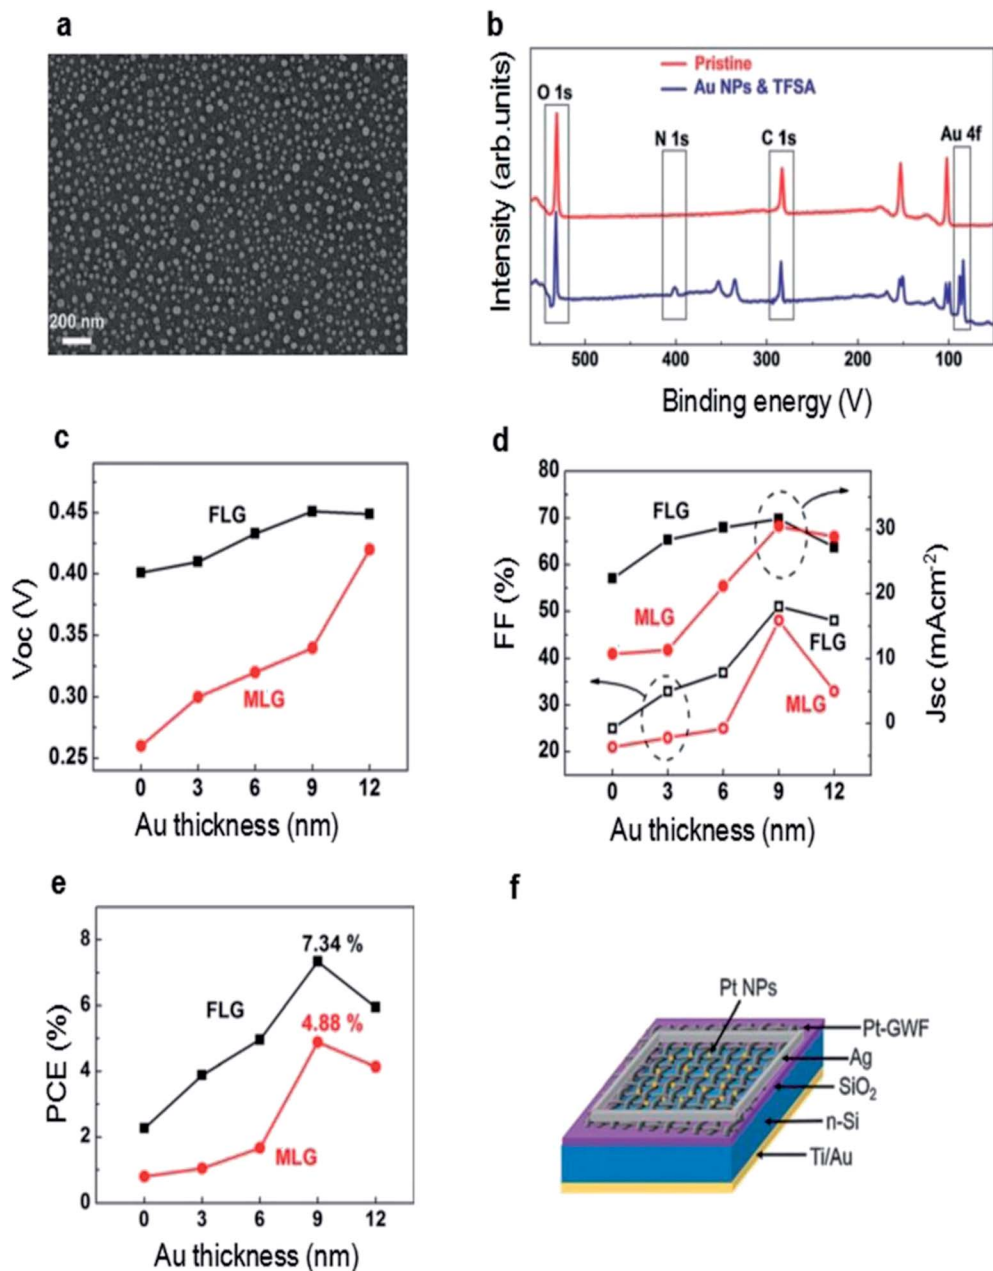 a
200 nm
b
Pristine
Au NPs & TFSA
O 1s
N 1s
C 1s
Au 4f
Intensity (arb.units)
500
400
300
200
100
Binding energy (V)
c
0.45
0.40
0.35
0.30
0.25
Voc (V)
FLG
MLG
0
3
6
9
12
Au thickness (nm)
d
80
70
60
50
40
30
20
FF (%)
FLG
MLG
FLG
MLG
30
20
10
0
Jsc (mAcm-2)
0
3
6
9
12
Au thickness (nm)
e
8
6
4
2
0
PCE (%)
7.34 %
FLG
4.88 %
MLG
0
3
6
9
12
Au thickness (nm)
f
Pt NPs
Pt-GWF
Ag
SiO2
n-Si
Ti/Au